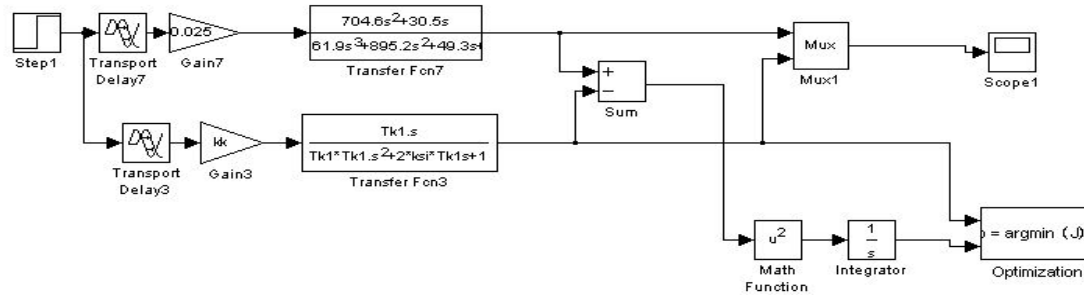 Step1
Transport
Delay7
0.025
Gain7
704.6s²+30.5s
61.9s³+895.2s²+49.3s+
Transfer Fcn7
+
−
Sum
Mux
Mux1
Scope1
Transport
Delay3
kk
Gain3
Tk1.s
Tk1*Tk1.s²+2*ksi*Tk1s+1
Transfer Fcn3
u²
Math
Function
1
s
Integrator
= argmin (J)
Optimization